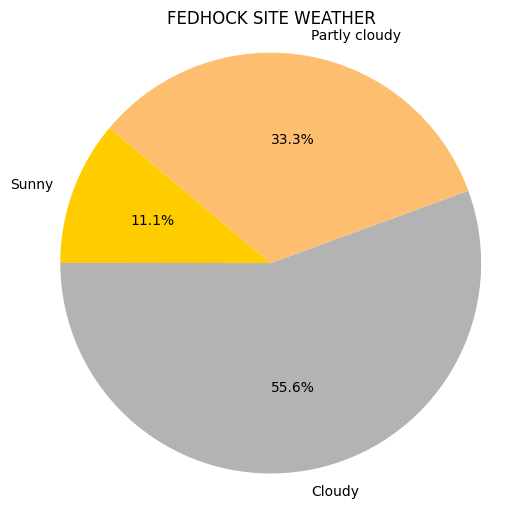 FEDHOCK SITE WEATHER
Partly cloudy
33.3%
Sunny
11.1%
55.6%
Cloudy